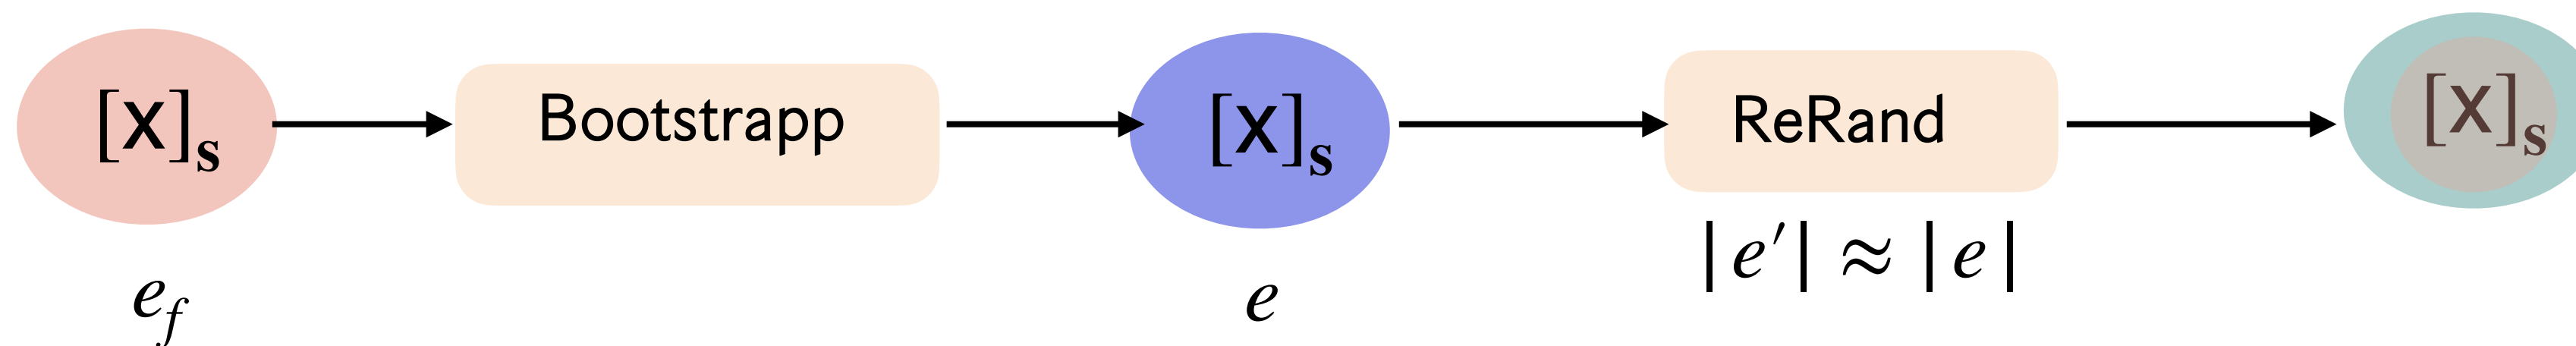 [x]ₛ Bootstrapp [x]ₛ ReRand [x]ₛ
e_f e |e′| ≈ |e|